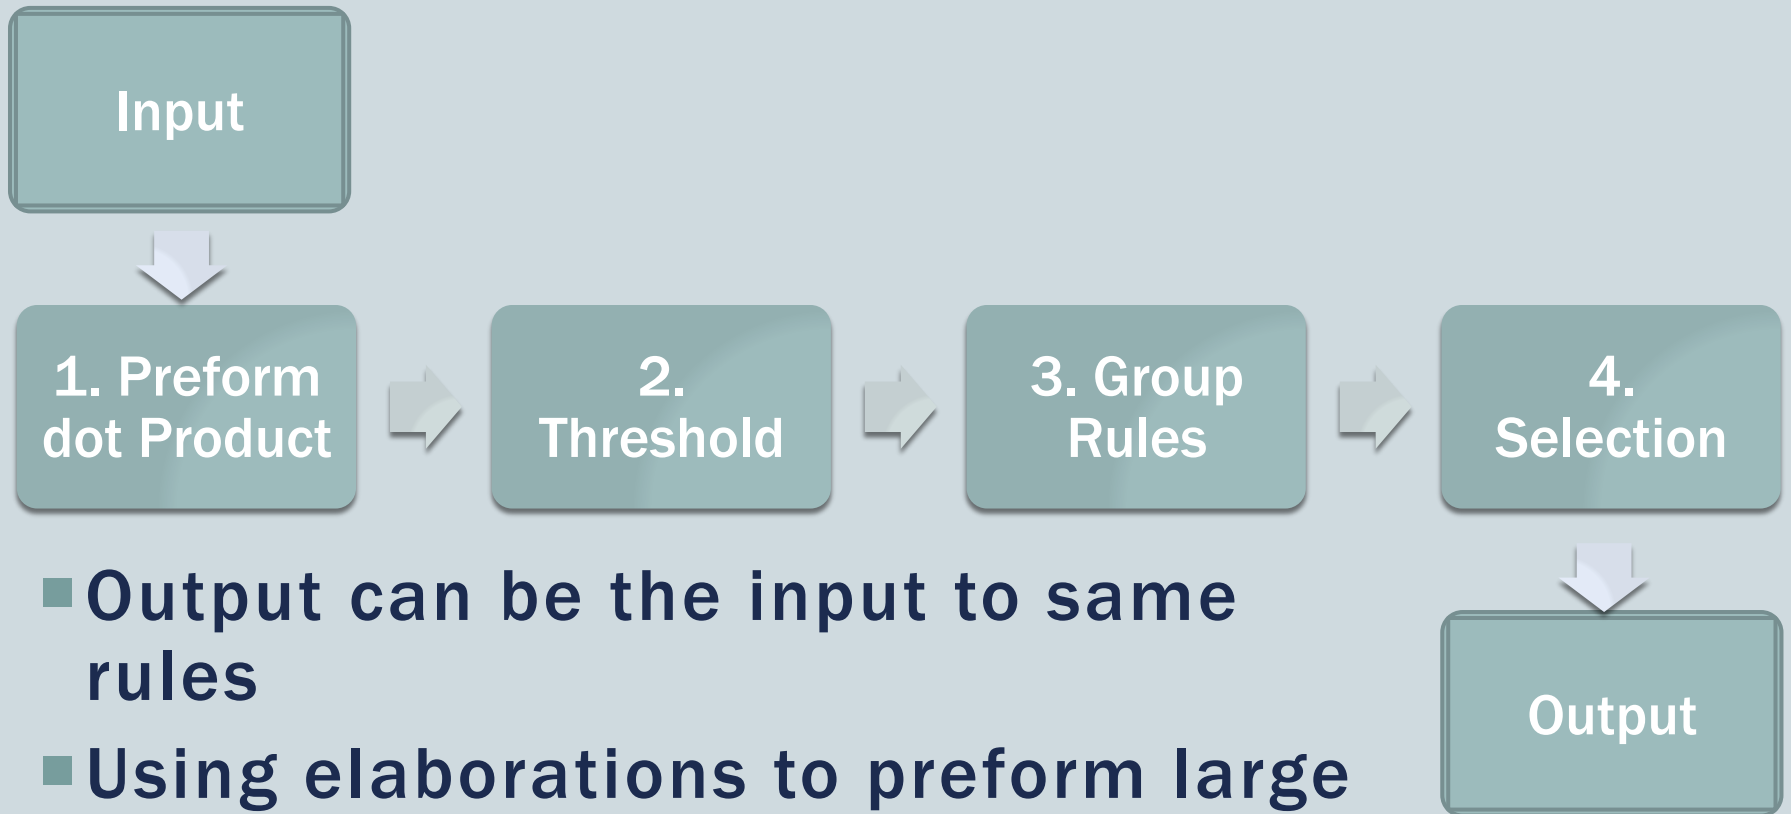 Input
1. Preform
dot Product
2.
Threshold
3. Group
Rules
4.
Selection
Output can be the input to same
rules
Using elaborations to preform large
Output